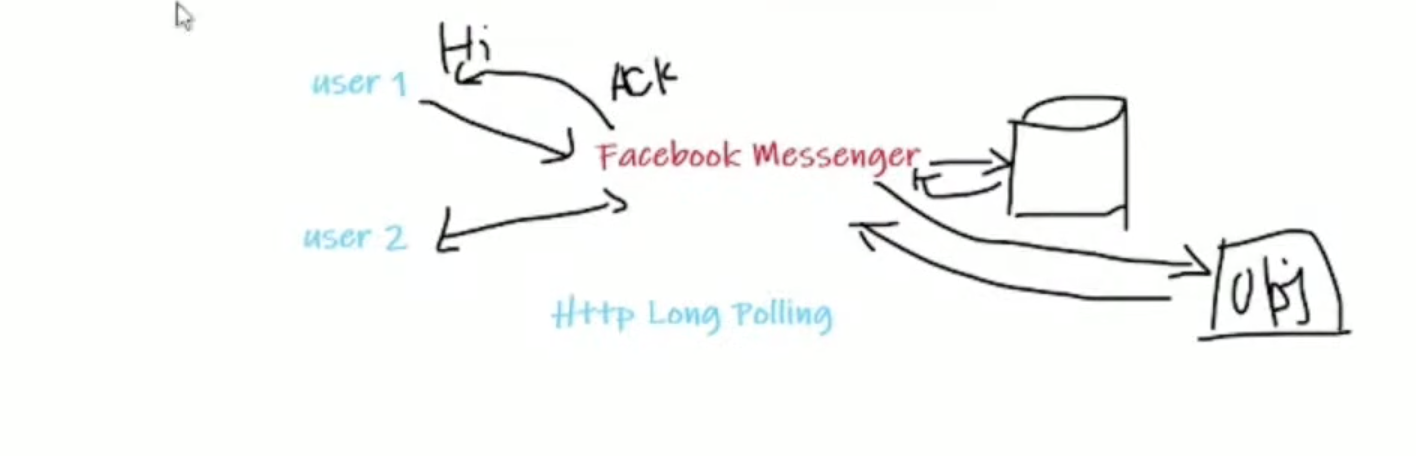 Hi
user 1
ACK
Facebook Messenger
user 2
Obj
Http Long Polling